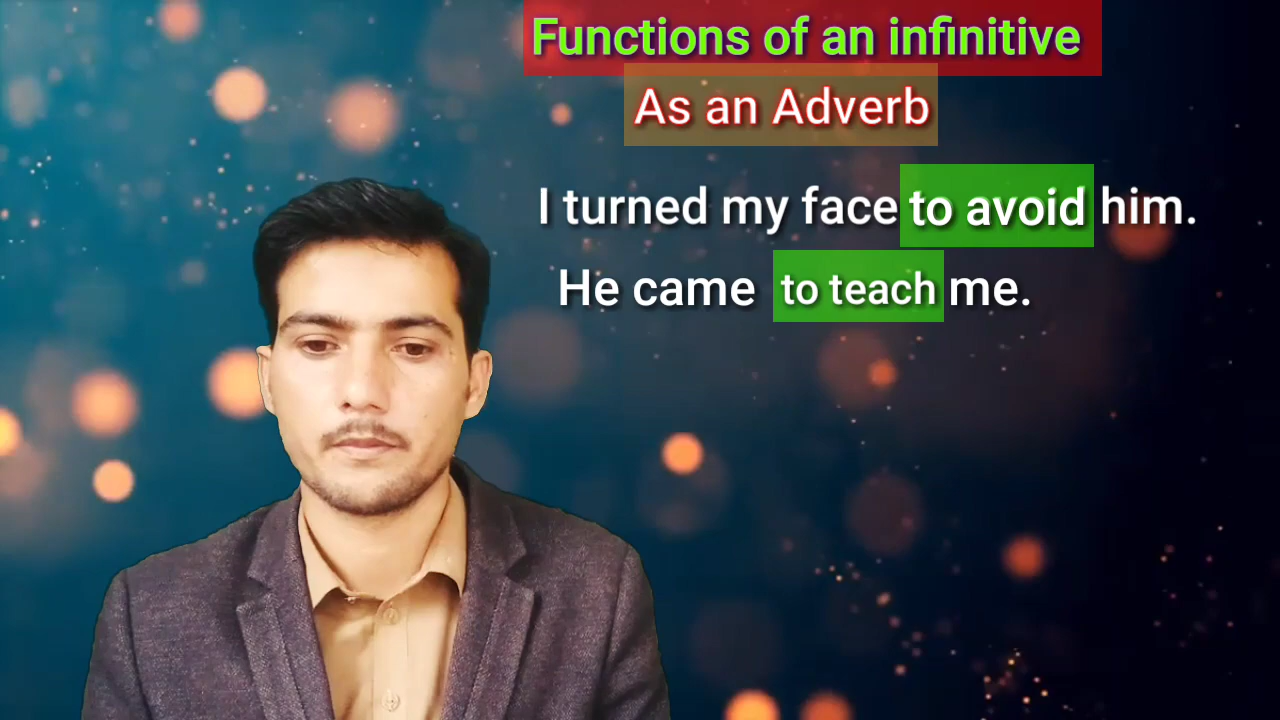 Functions of an infinitive
As an Adverb
I turned my face to avoid him.
He came to teach me.